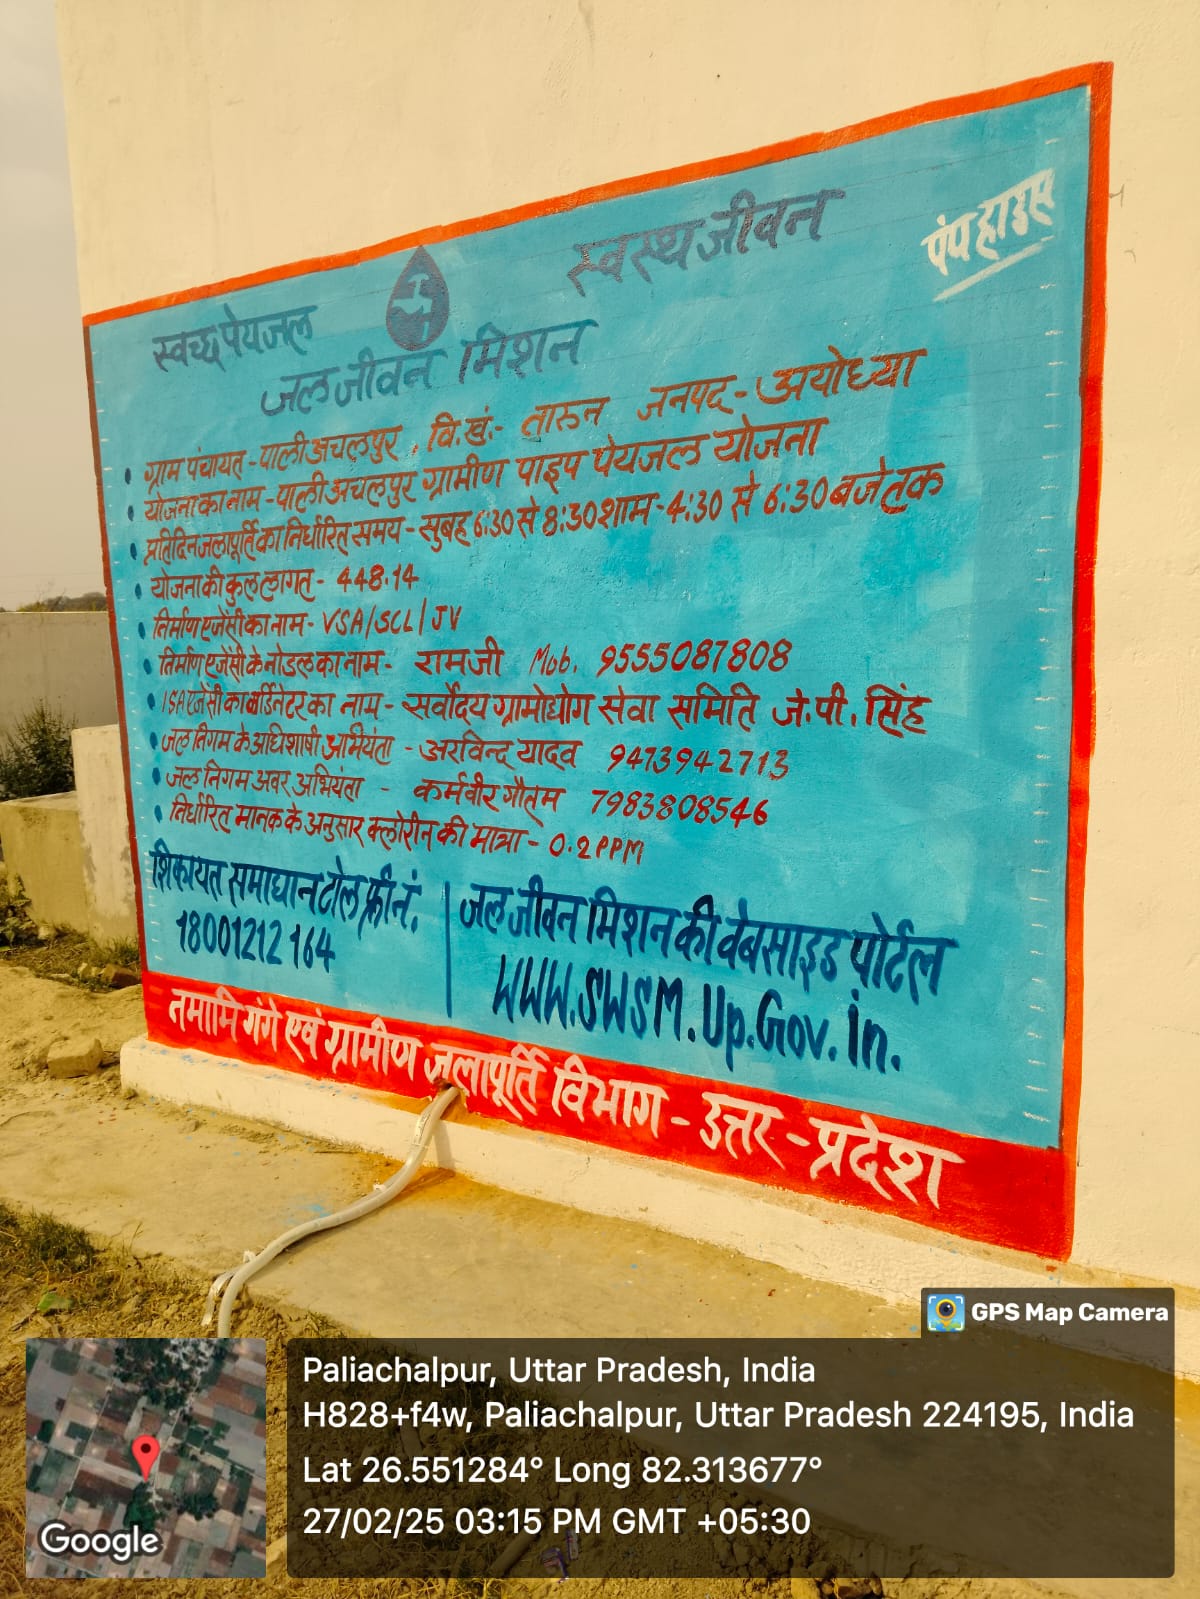 स्वच्छ पेयजल
स्वस्थ जीवन
पंप हाउस
जल जीवन मिशन
• ग्राम पंचायत - पाली अचलपुर, वि.खं.- तारुन जनपद - अयोध्या
• योजना का नाम - पाली अचलपुर ग्रामीण पाइप पेयजल योजना
• प्रतिदिन जलापूर्ति का निर्धारित समय - सुबह 6:30 से 8:30 शाम - 4:30 से 6:30 बजे तक
• योजना की कुल लागत - 448.14
• निर्माण एजेंसी का नाम - VSA/SCL/JV
• निर्माण एजेंसी के नोडल का नाम - रामजी Mob. 9555087808
• ISA एजेंसी का कार्डिनेटर का नाम - सर्वोदय ग्रामोधोग सेवा समिति जे.पी. सिंह
• जल निगम के अधिशाषी अभियंता - अरविन्द यादव 9473942713
• जल निगम अवर अभियंता - कर्मवीर गौतम 7983808546
• निर्धारित मानक के अनुसार क्लोरीन की मात्रा - 0.2 PPM
शिकायत समाधान टोल फ्री नं.
18001212164
जल जीवन मिशन की वेबसाइड पोर्टल
WWW.SWSM.Up.Gov.in.
नमामि गंगे एवं ग्रामीण जलापूर्ति विभाग - उत्तर - प्रदेश
GPS Map Camera
Paliachalpur, Uttar Pradesh, India
H828+f4w, Paliachalpur, Uttar Pradesh 224195, India
Lat 26.551284° Long 82.313677°
27/02/25 03:15 PM GMT +05:30
Google